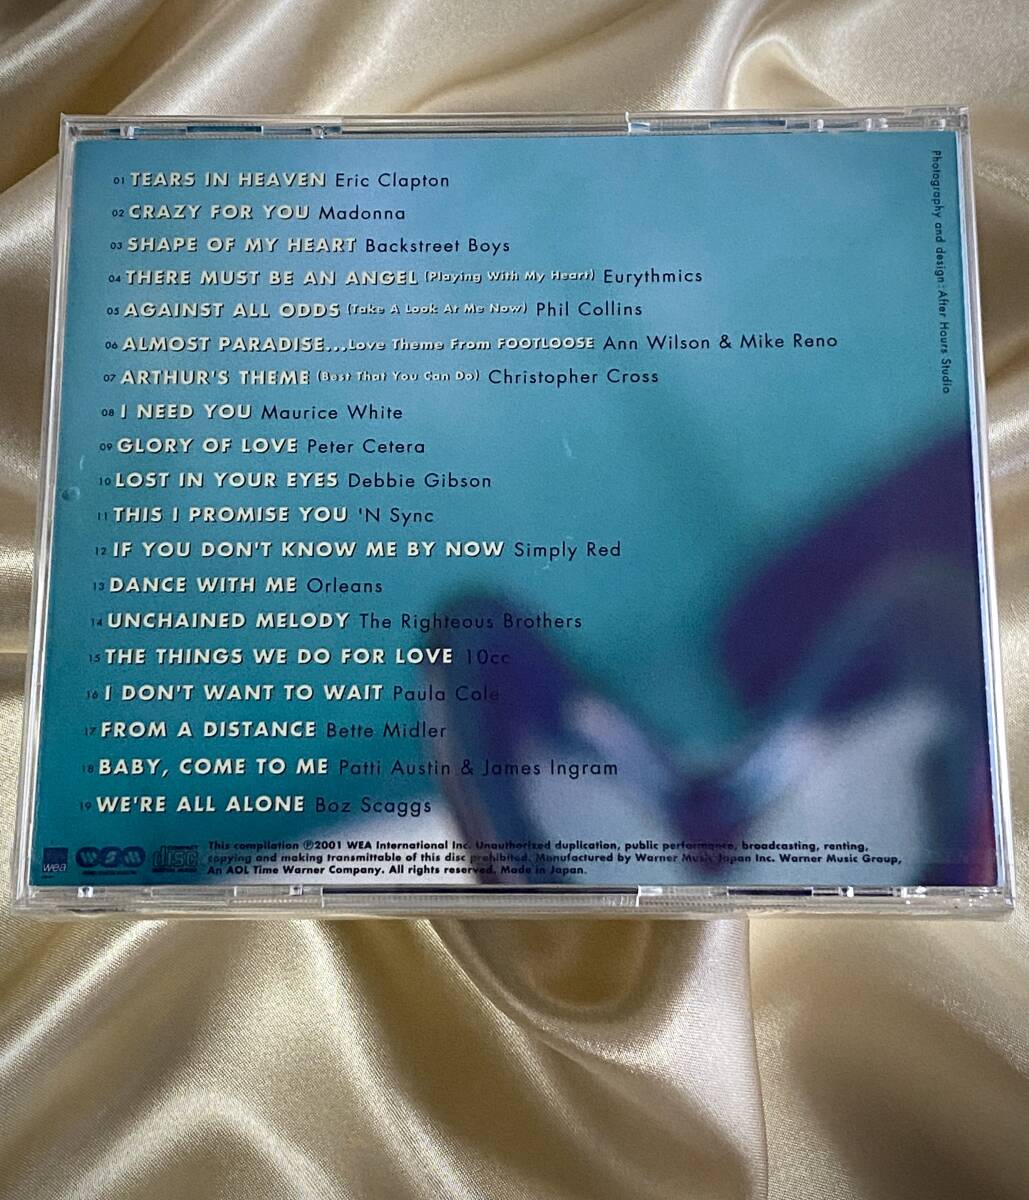 01 TEARS IN HEAVEN Eric Clapton
02 CRAZY FOR YOU Madonna
03 SHAPE OF MY HEART Backstreet Boys
04 THERE MUST BE AN ANGEL (Playing With My Heart) Eurythmics
05 AGAINST ALL ODDS (Take A Look At Me Now) Phil Collins
06 ALMOST PARADISE...Love Theme From FOOTLOOSE Ann Wilson & Mike Reno
07 ARTHUR'S THEME (Best That You Can Do) Christopher Cross
08 I NEED YOU Maurice White
09 GLORY OF LOVE Peter Cetera
10 LOST IN YOUR EYES Debbie Gibson
11 THIS I PROMISE YOU 'N Sync
12 IF YOU DON'T KNOW ME BY NOW Simply Red
13 DANCE WITH ME Orleans
14 UNCHAINED MELODY The Righteous Brothers
15 THE THINGS WE DO FOR LOVE 10cc
16 I DON'T WANT TO WAIT Paula Cole
17 FROM A DISTANCE Bette Midler
18 BABY, COME TO ME Patti Austin & James Ingram
19 WE'RE ALL ALONE Boz Scaggs
Photography and design : After Hours Studio
wea
disc
This compilation ℗2001 WEA International Inc. Unauthorized duplication, public performance, broadcasting, renting,
copying and making transmittable of this disc prohibited. Manufactured by Warner Music Japan Inc. Warner Music Group,
An AOL Time Warner Company. All rights reserved. Made in Japan.